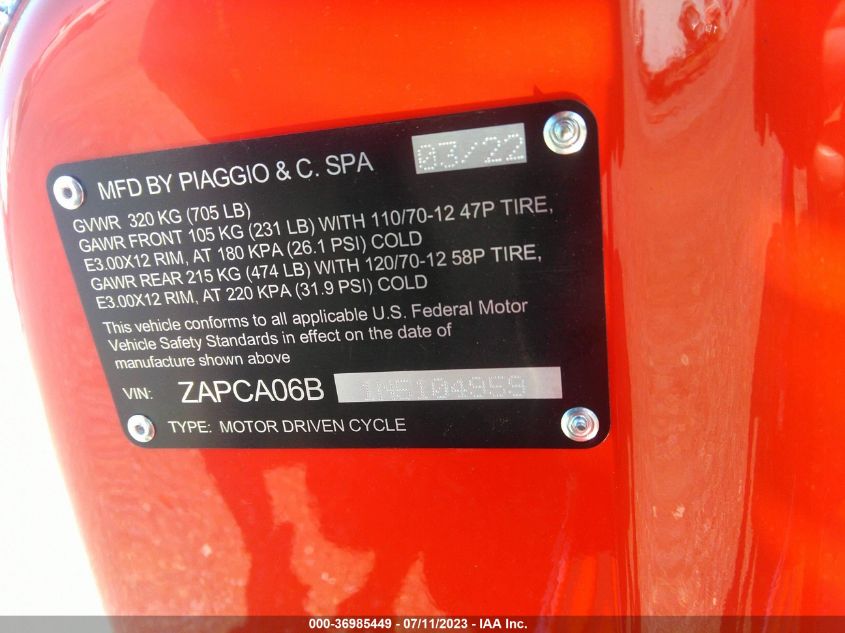 MFD BY PIAGGIO & C. SPA 03/22
GVWR 320 KG (705 LB)
GAWR FRONT 105 KG (231 LB) WITH 110/70-12 47P TIRE,
E3.00X12 RIM, AT 180 KPA (26.1 PSI) COLD
GAWR REAR 215 KG (474 LB) WITH 120/70-12 58P TIRE,
E3.00X12 RIM, AT 220 KPA (31.9 PSI) COLD
This vehicle conforms to all applicable U.S. Federal Motor
Vehicle Safety Standards in effect on the date of
manufacture shown above
VIN: ZAPCA06B 1N5104959
TYPE: MOTOR DRIVEN CYCLE
000-36985449 - 07/11/2023 - IAA Inc.